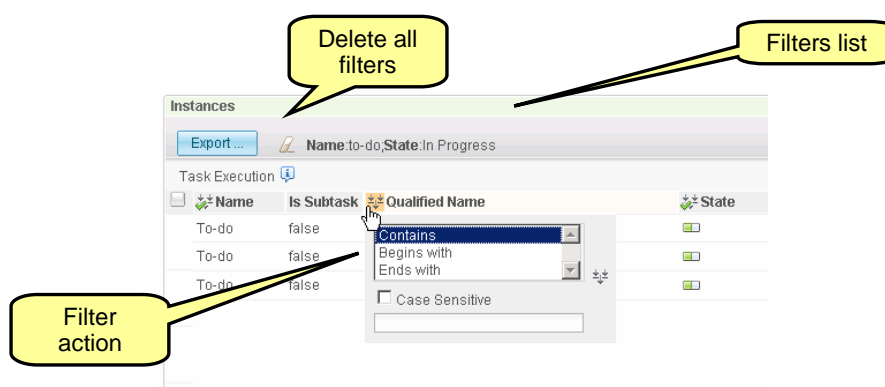 Delete all
filters
Filters list
Instances
Export ...
Name:to-do;State:In Progress
Task Execution
Name Is Subtask Qualified Name State
To-do false
Contains
To-do false
Begins with
Ends with
To-do false
Case Sensitive
Filter
action